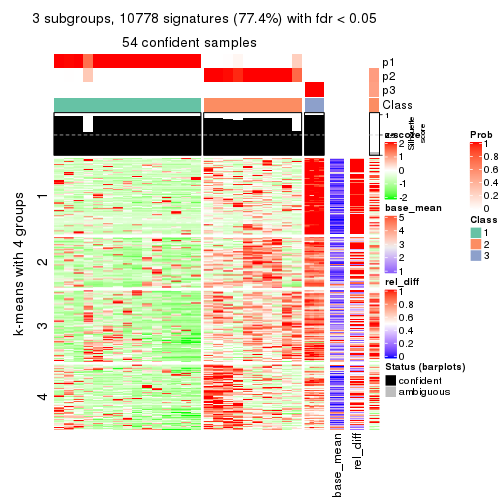 3 subgroups, 10778 signatures (77.4%) with fdr < 0.05
54 confident samples
p1
p2
p3
Class
1
Silhouette
score
k-means with 4 groups
1
2
3
4
base_mean
rel_diff
z-score
2
1
0
-1
-2
base_mean
5
4
3
2
1
rel_diff
1
0.8
0.6
0.4
0.2
0
Status (barplots)
confident
ambiguous
Prob
1
0.8
0.6
0.4
0.2
0
Class
1
2
3